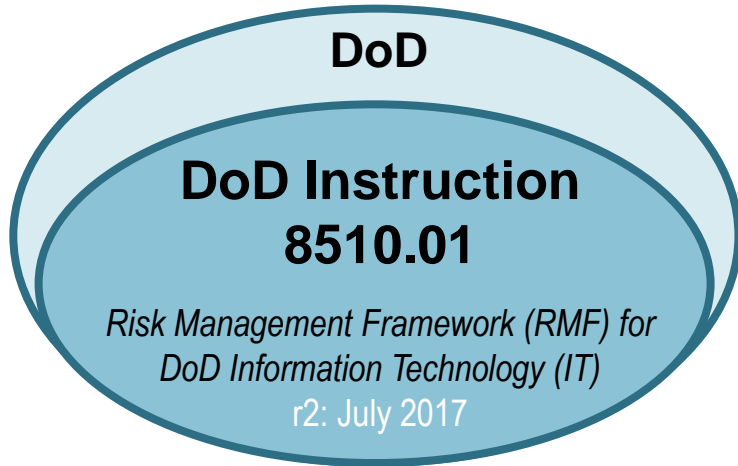 DoD
DoD Instruction
8510.01
Risk Management Framework (RMF) for
DoD Information Technology (IT)
r2: July 2017